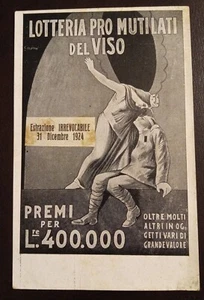 LOTTERIA PRO MUTILATI
DEL VISO
Estrazione IRREVOCABILE
31 Dicembre 1924
PREMI
PER
Lre 400.000
OLTRE MOLTI
ALTRI IN OG,
GETTI VARI DI
GRANDE VALORE